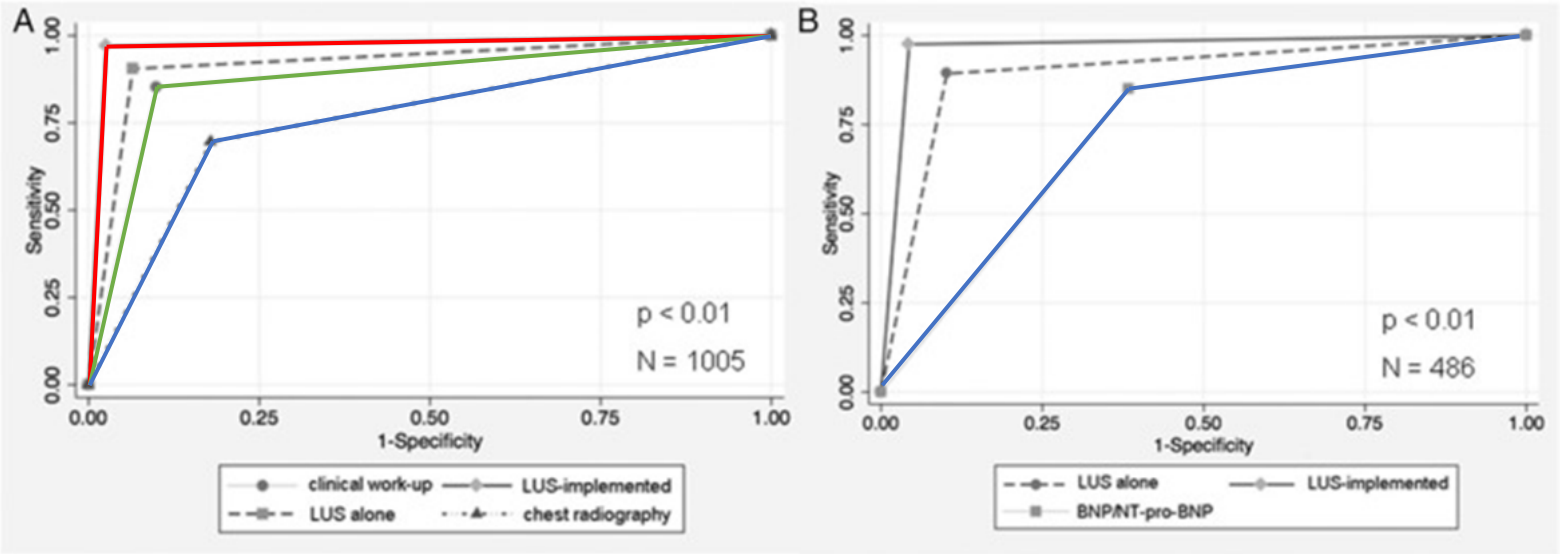 A
1.00
0.75
0.50
0.25
0.00
Sensitivity
p < 0.01
N = 1005
0.00 0.25 0.50 0.75 1.00
1-Specificity
clinical work-up LUS-implemented
LUS alone chest radiography
B
1.00
0.75
0.50
0.25
0.00
Sensitivity
p < 0.01
N = 486
0.00 0.25 0.50 0.75 1.00
1-Specificity
LUS alone LUS-implemented
BNP/NT-pro-BNP